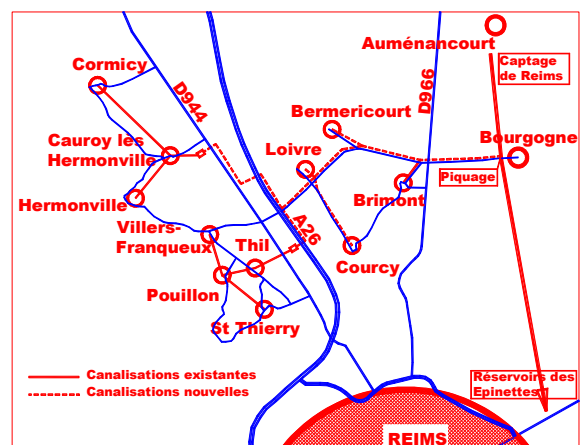 Auménancourt
Captage
de Reims
Cormicy
D944
D966
Bermericourt
Cauroy les
Hermonville
Loivre
Bourgogne
Piquage
Brimont
Hermonville
Villers-
Franqueux
Thil
A26
Courcy
Pouillon
St Thierry
Canalisations existantes
Canalisations nouvelles
Réservoirs des
Epinettes
REIMS